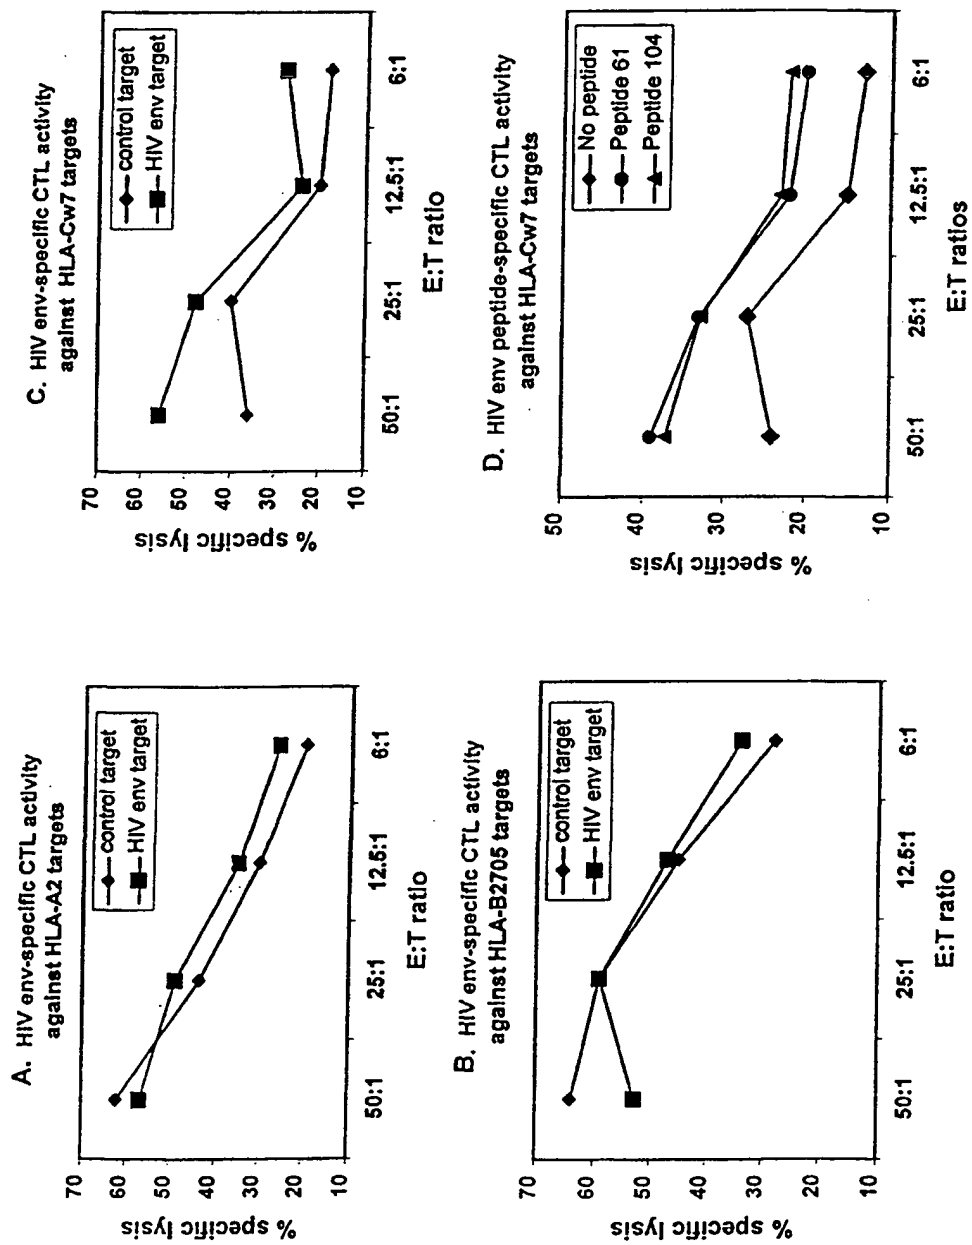 A. HIV env-specific CTL activity
against HLA-A2 targets
control target
HIV env target
70
60
50
40
30
20
10
% specific lysis
50:1
25:1
12.5:1
6:1
E:T ratio
B. HIV env-specific CTL activity
against HLA-B2705 targets
control target
HIV env target
70
60
50
40
30
20
10
% specific lysis
50:1
25:1
12.5:1
6:1
E:T ratio
C. HIV env-specific CTL activity
against HLA-Cw7 targets
control target
HIV env target
70
60
50
40
30
20
10
% specific lysis
50:1
25:1
12.5:1
6:1
E:T ratio
D. HIV env peptide-specific CTL activity
against HLA-Cw7 targets
No peptide
Peptide 61
Peptide 104
50
40
30
20
10
% specific lysis
50:1
25:1
12.5:1
6:1
E:T ratios